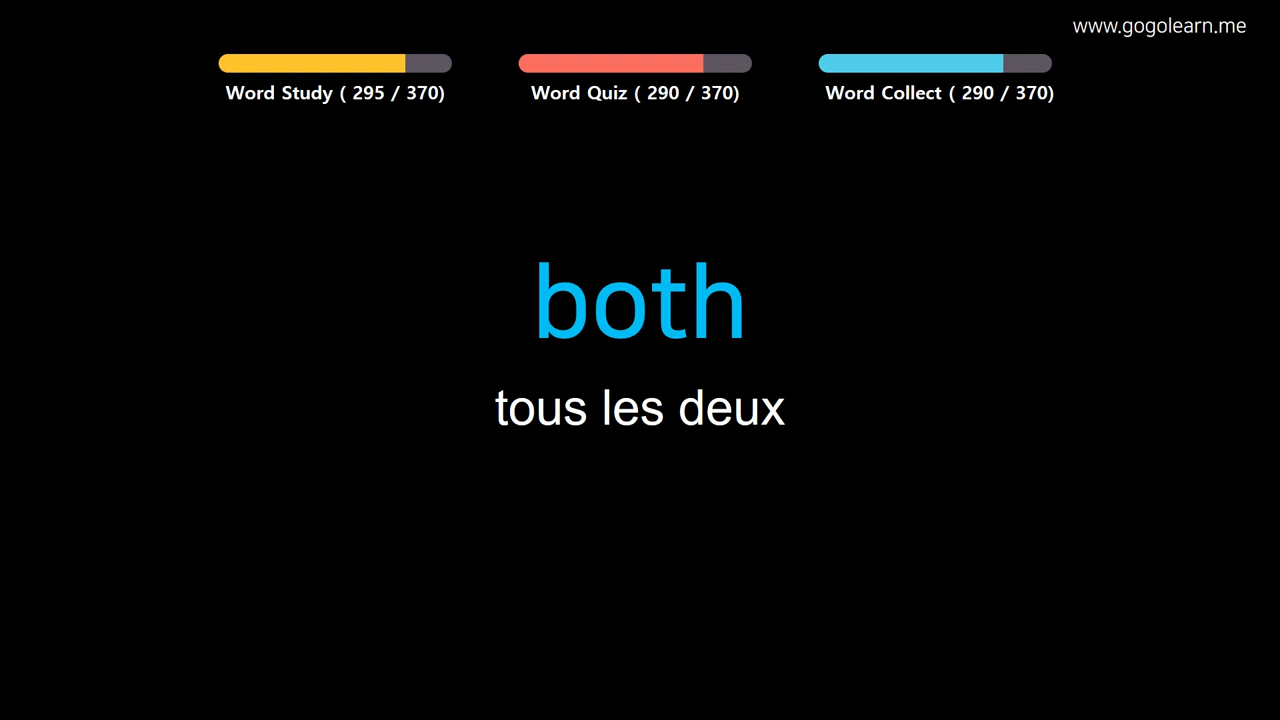 www.gogolearn.me
Word Study ( 295 / 370)
Word Quiz ( 290 / 370)
Word Collect ( 290 / 370)
both
tous les deux